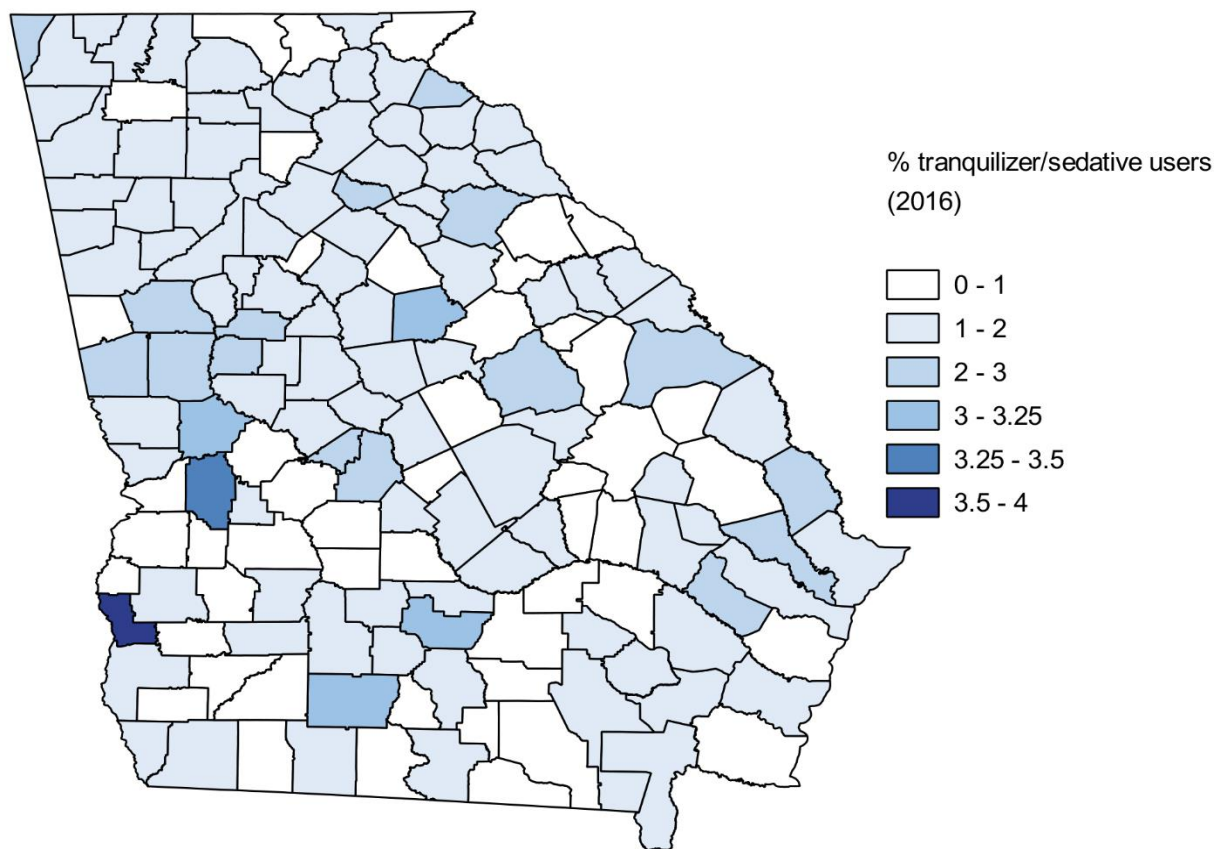 % tranquilizer/sedative users
(2016)
0 - 1
1 - 2
2 - 3
3 - 3.25
3.25 - 3.5
3.5 - 4